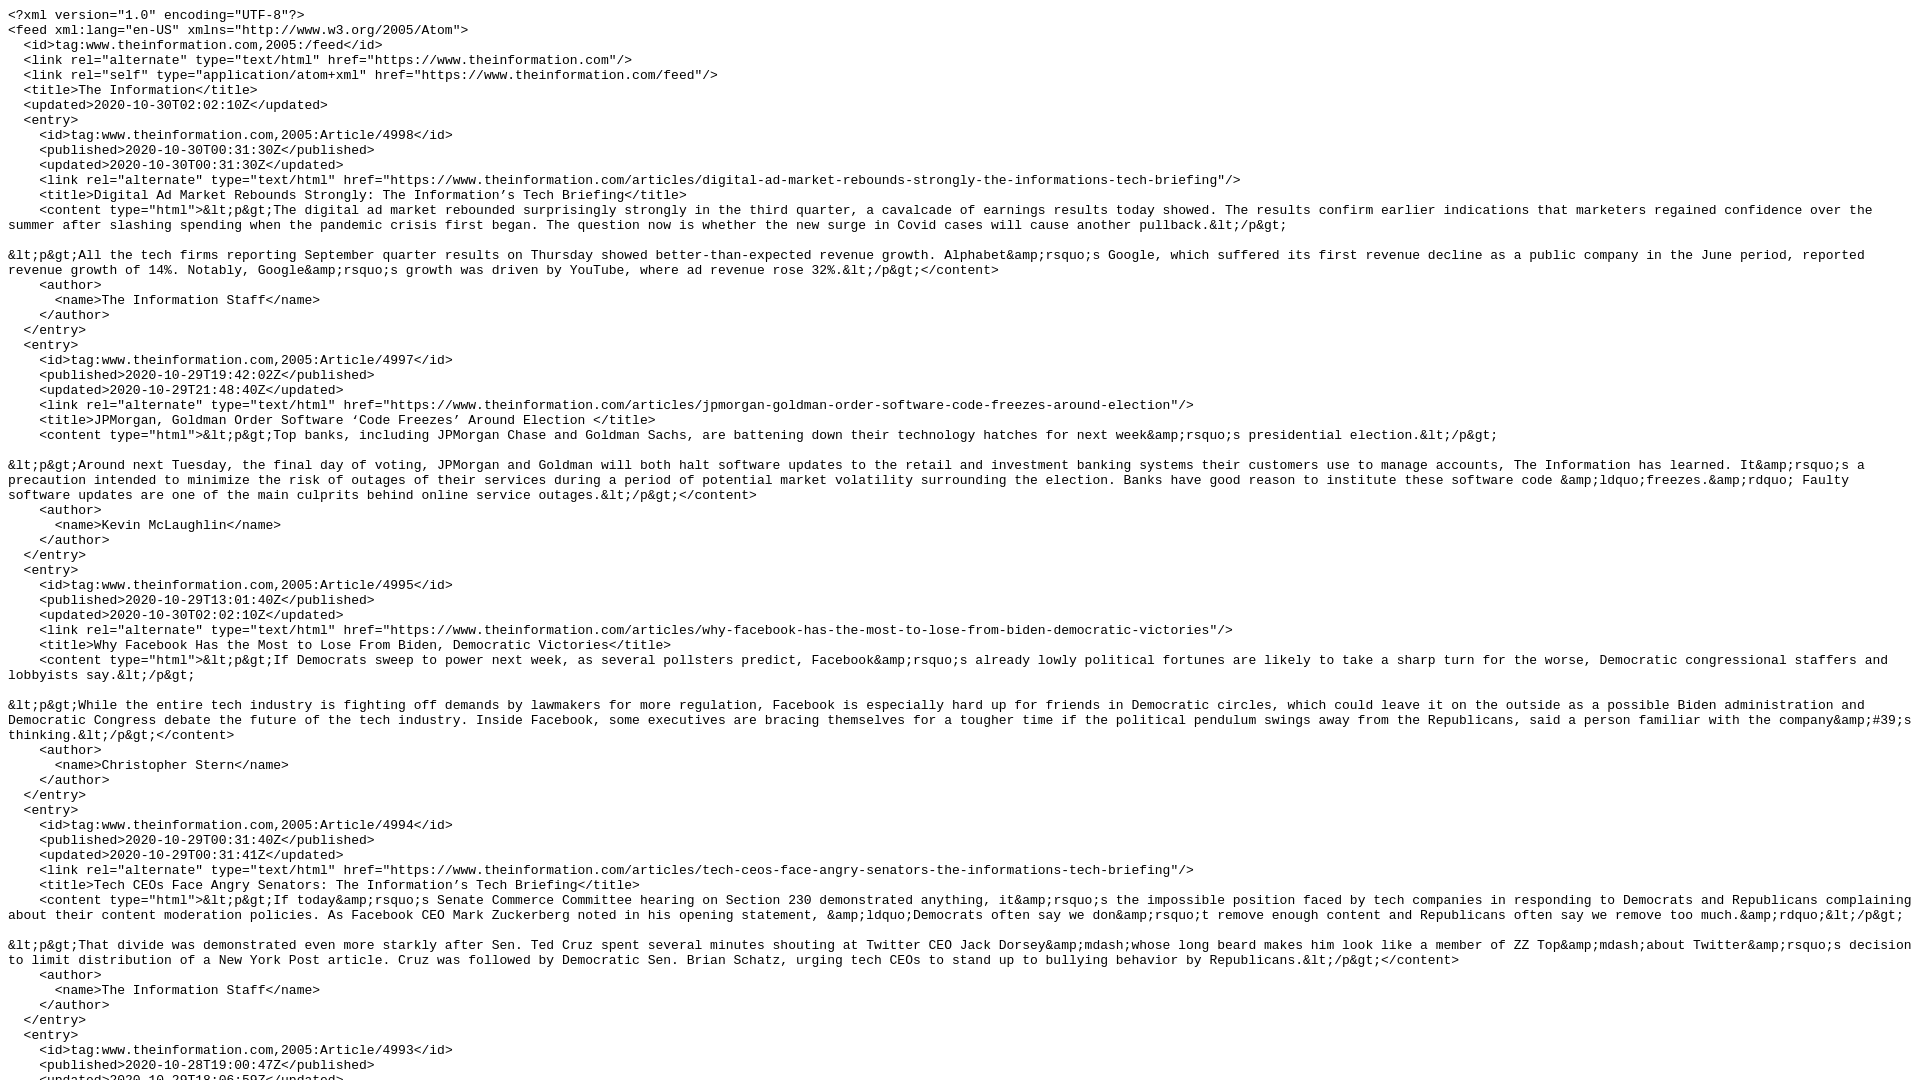 <?xml version="1.0" encoding="UTF-8"?>
<feed xml:lang="en-US" xmlns="http://www.w3.org/2005/Atom">
  <id>tag:www.theinformation.com,2005:/feed</id>
  <link rel="alternate" type="text/html" href="https://www.theinformation.com"/>
  <link rel="self" type="application/atom+xml" href="https://www.theinformation.com/feed"/>
  <title>The Information</title>
  <updated>2020-10-30T02:02:10Z</updated>
  <entry>
    <id>tag:www.theinformation.com,2005:Article/4998</id>
    <published>2020-10-30T00:31:30Z</published>
    <updated>2020-10-30T00:31:30Z</updated>
    <link rel="alternate" type="text/html" href="https://www.theinformation.com/articles/digital-ad-market-rebounds-strongly-the-informations-tech-briefing"/>
    <title>Digital Ad Market Rebounds Strongly: The Information’s Tech Briefing</title>
    <content type="html">&lt;p&gt;The digital ad market rebounded surprisingly strongly in the third quarter, a cavalcade of earnings results today showed. The results confirm earlier indications that marketers regained confidence over the
summer after slashing spending when the pandemic crisis first began. The question now is whether the new surge in Covid cases will cause another pullback.&lt;/p&gt;

&lt;p&gt;All the tech firms reporting September quarter results on Thursday showed better-than-expected revenue growth. Alphabet&amp;rsquo;s Google, which suffered its first revenue decline as a public company in the June period, reported
revenue growth of 14%. Notably, Google&amp;rsquo;s growth was driven by YouTube, where ad revenue rose 32%.&lt;/p&gt;</content>
    <author>
      <name>The Information Staff</name>
    </author>
  </entry>
  <entry>
    <id>tag:www.theinformation.com,2005:Article/4997</id>
    <published>2020-10-29T19:42:02Z</published>
    <updated>2020-10-29T21:48:40Z</updated>
    <link rel="alternate" type="text/html" href="https://www.theinformation.com/articles/jpmorgan-goldman-order-software-code-freezes-around-election"/>
    <title>JPMorgan, Goldman Order Software ‘Code Freezes’ Around Election </title>
    <content type="html">&lt;p&gt;Top banks, including JPMorgan Chase and Goldman Sachs, are battening down their technology hatches for next week&amp;rsquo;s presidential election.&lt;/p&gt;

&lt;p&gt;Around next Tuesday, the final day of voting, JPMorgan and Goldman will both halt software updates to the retail and investment banking systems their customers use to manage accounts, The Information has learned. It&amp;rsquo;s a
precaution intended to minimize the risk of outages of their services during a period of potential market volatility surrounding the election. Banks have good reason to institute these software code &amp;ldquo;freezes.&amp;rdquo; Faulty
software updates are one of the main culprits behind online service outages.&lt;/p&gt;</content>
    <author>
      <name>Kevin McLaughlin</name>
    </author>
  </entry>
  <entry>
    <id>tag:www.theinformation.com,2005:Article/4995</id>
    <published>2020-10-29T13:01:40Z</published>
    <updated>2020-10-30T02:02:10Z</updated>
    <link rel="alternate" type="text/html" href="https://www.theinformation.com/articles/why-facebook-has-the-most-to-lose-from-biden-democratic-victories"/>
    <title>Why Facebook Has the Most to Lose From Biden, Democratic Victories</title>
    <content type="html">&lt;p&gt;If Democrats sweep to power next week, as several pollsters predict, Facebook&amp;rsquo;s already lowly political fortunes are likely to take a sharp turn for the worse, Democratic congressional staffers and
lobbyists say.&lt;/p&gt;

&lt;p&gt;While the entire tech industry is fighting off demands by lawmakers for more regulation, Facebook is especially hard up for friends in Democratic circles, which could leave it on the outside as a possible Biden administration and
Democratic Congress debate the future of the tech industry. Inside Facebook, some executives are bracing themselves for a tougher time if the political pendulum swings away from the Republicans, said a person familiar with the company&amp;#39;s
thinking.&lt;/p&gt;</content>
    <author>
      <name>Christopher Stern</name>
    </author>
  </entry>
  <entry>
    <id>tag:www.theinformation.com,2005:Article/4994</id>
    <published>2020-10-29T00:31:40Z</published>
    <updated>2020-10-29T00:31:41Z</updated>
    <link rel="alternate" type="text/html" href="https://www.theinformation.com/articles/tech-ceos-face-angry-senators-the-informations-tech-briefing"/>
    <title>Tech CEOs Face Angry Senators: The Information’s Tech Briefing</title>
    <content type="html">&lt;p&gt;If today&amp;rsquo;s Senate Commerce Committee hearing on Section 230 demonstrated anything, it&amp;rsquo;s the impossible position faced by tech companies in responding to Democrats and Republicans complaining
about their content moderation policies. As Facebook CEO Mark Zuckerberg noted in his opening statement, &amp;ldquo;Democrats often say we don&amp;rsquo;t remove enough content and Republicans often say we remove too much.&amp;rdquo;&lt;/p&gt;

&lt;p&gt;That divide was demonstrated even more starkly after Sen. Ted Cruz spent several minutes shouting at Twitter CEO Jack Dorsey&amp;mdash;whose long beard makes him look like a member of ZZ Top&amp;mdash;about Twitter&amp;rsquo;s decision
to limit distribution of a New York Post article. Cruz was followed by Democratic Sen. Brian Schatz, urging tech CEOs to stand up to bullying behavior by Republicans.&lt;/p&gt;</content>
    <author>
      <name>The Information Staff</name>
    </author>
  </entry>
  <entry>
    <id>tag:www.theinformation.com,2005:Article/4993</id>
    <published>2020-10-28T19:00:47Z</published>
    <updated>2020-10-29T18:06:59Z</updated>